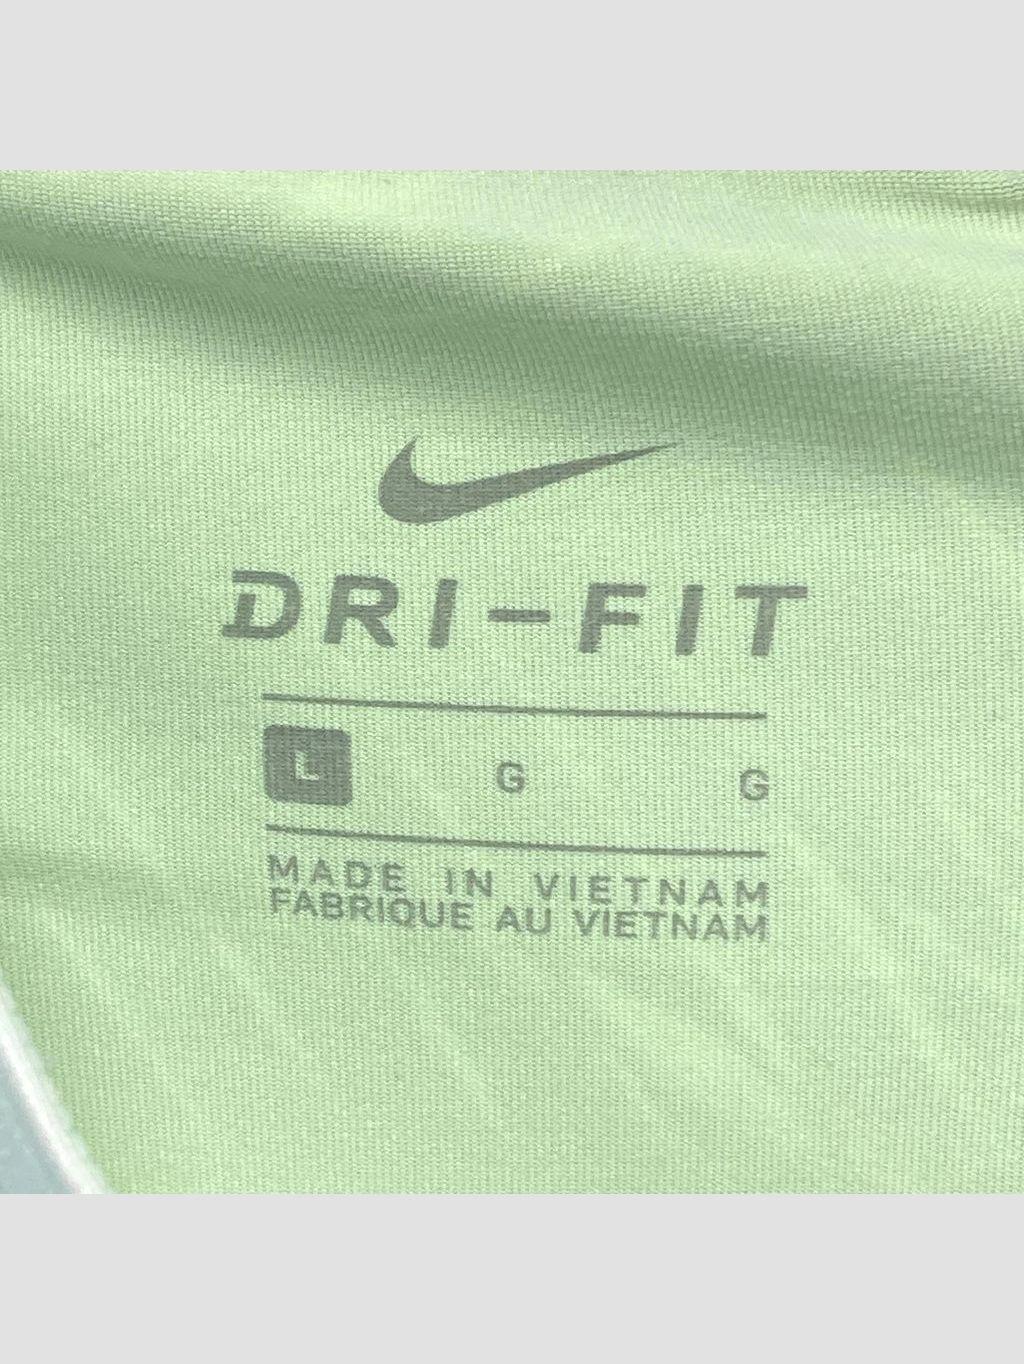 DRI-FIT
L G G
MADE IN VIETNAM
FABRIQUE AU VIETNAM